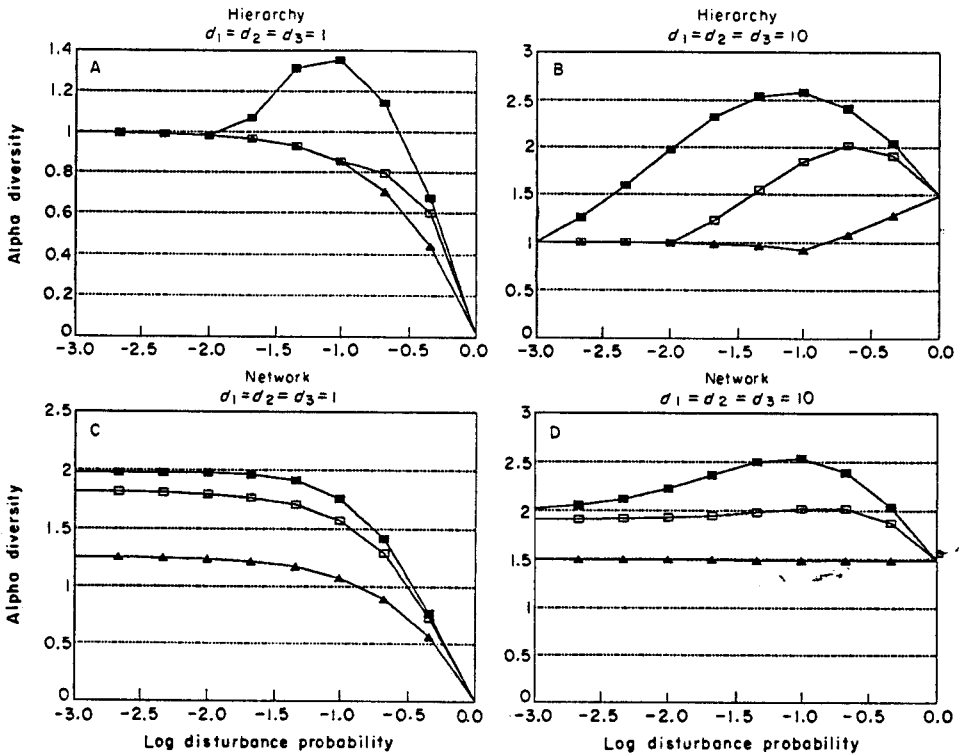 Hierarchy
d1 = d2 = d3 = 1
A
1.4
1.2
1
0.8
0.6
0.4
0.2
0
-3.0 -2.5 -2.0 -1.5 -1.0 -0.5 0.0
Alpha diversity
Hierarchy
d1 = d2 = d3 = 10
B
3
2.5
2
1.5
1
0.5
0
-3.0 -2.5 -2.0 -1.5 -1.0 -0.5 0.0
Network
d1 = d2 = d3 = 1
C
2.5
2
1.5
1
0.5
0
-3.0 -2.5 -2.0 -1.5 -1.0 -0.5 0.0
Alpha diversity
Log disturbance probability
Network
d1 = d2 = d3 = 10
D
3
2.5
2
1.5
1
0.5
0
-3.0 -2.5 -2.0 -1.5 -1.0 -0.5 0.0
Log disturbance probability